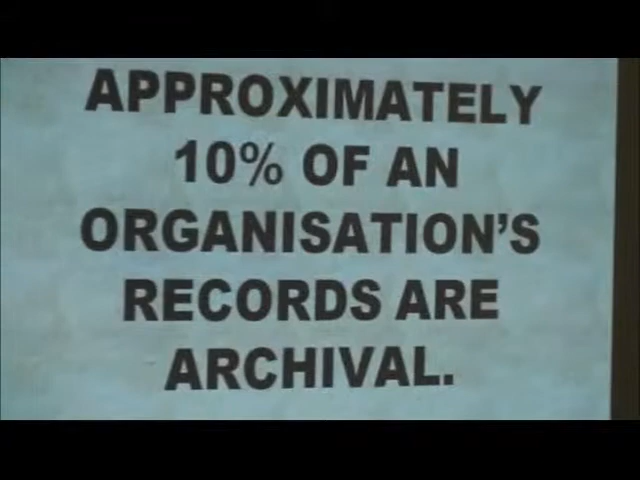 APPROXIMATELY
10% OF AN
ORGANISATION'S
RECORDS ARE
ARCHIVAL.